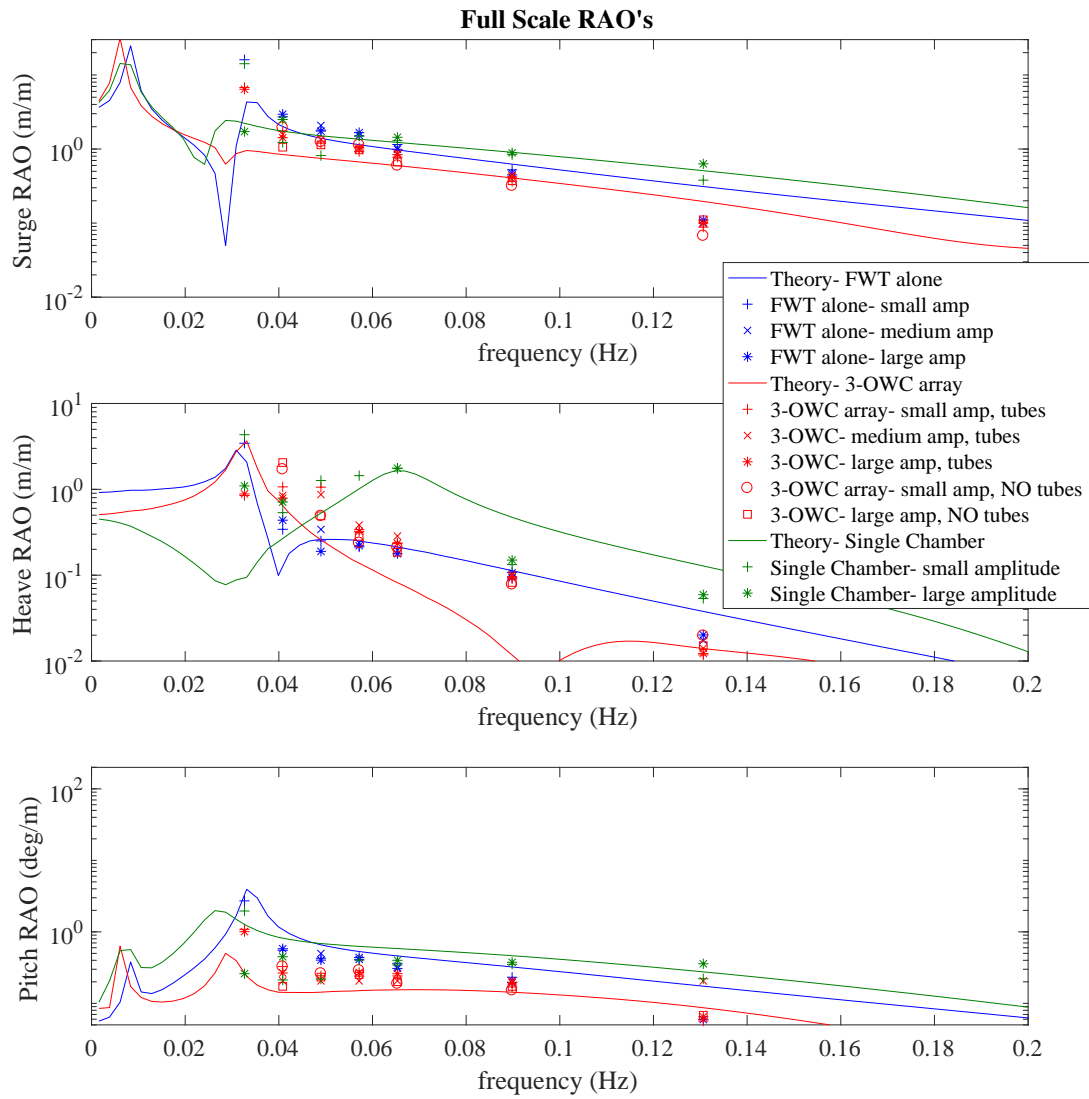 Full Scale RAO's
Surge RAO (m/m)
10^0
10^-2
0 0.02 0.04 0.06 0.08 0.1 0.12
frequency (Hz)
Theory- FWT alone
FWT alone- small amp
FWT alone- medium amp
FWT alone- large amp
Theory- 3-OWC array
3-OWC array- small amp, tubes
3-OWC- medium amp, tubes
3-OWC- large amp, tubes
3-OWC array- small amp, NO tubes
3-OWC- large amp, NO tubes
Theory- Single Chamber
Single Chamber- small amplitude
Single Chamber- large amplitude
Heave RAO (m/m)
10^1
10^0
10^-1
10^-2
0 0.02 0.04 0.06 0.08 0.1 0.12 0.14 0.16 0.18 0.2
frequency (Hz)
Pitch RAO (deg/m)
10^2
10^0
0 0.02 0.04 0.06 0.08 0.1 0.12 0.14 0.16 0.18 0.2
frequency (Hz)